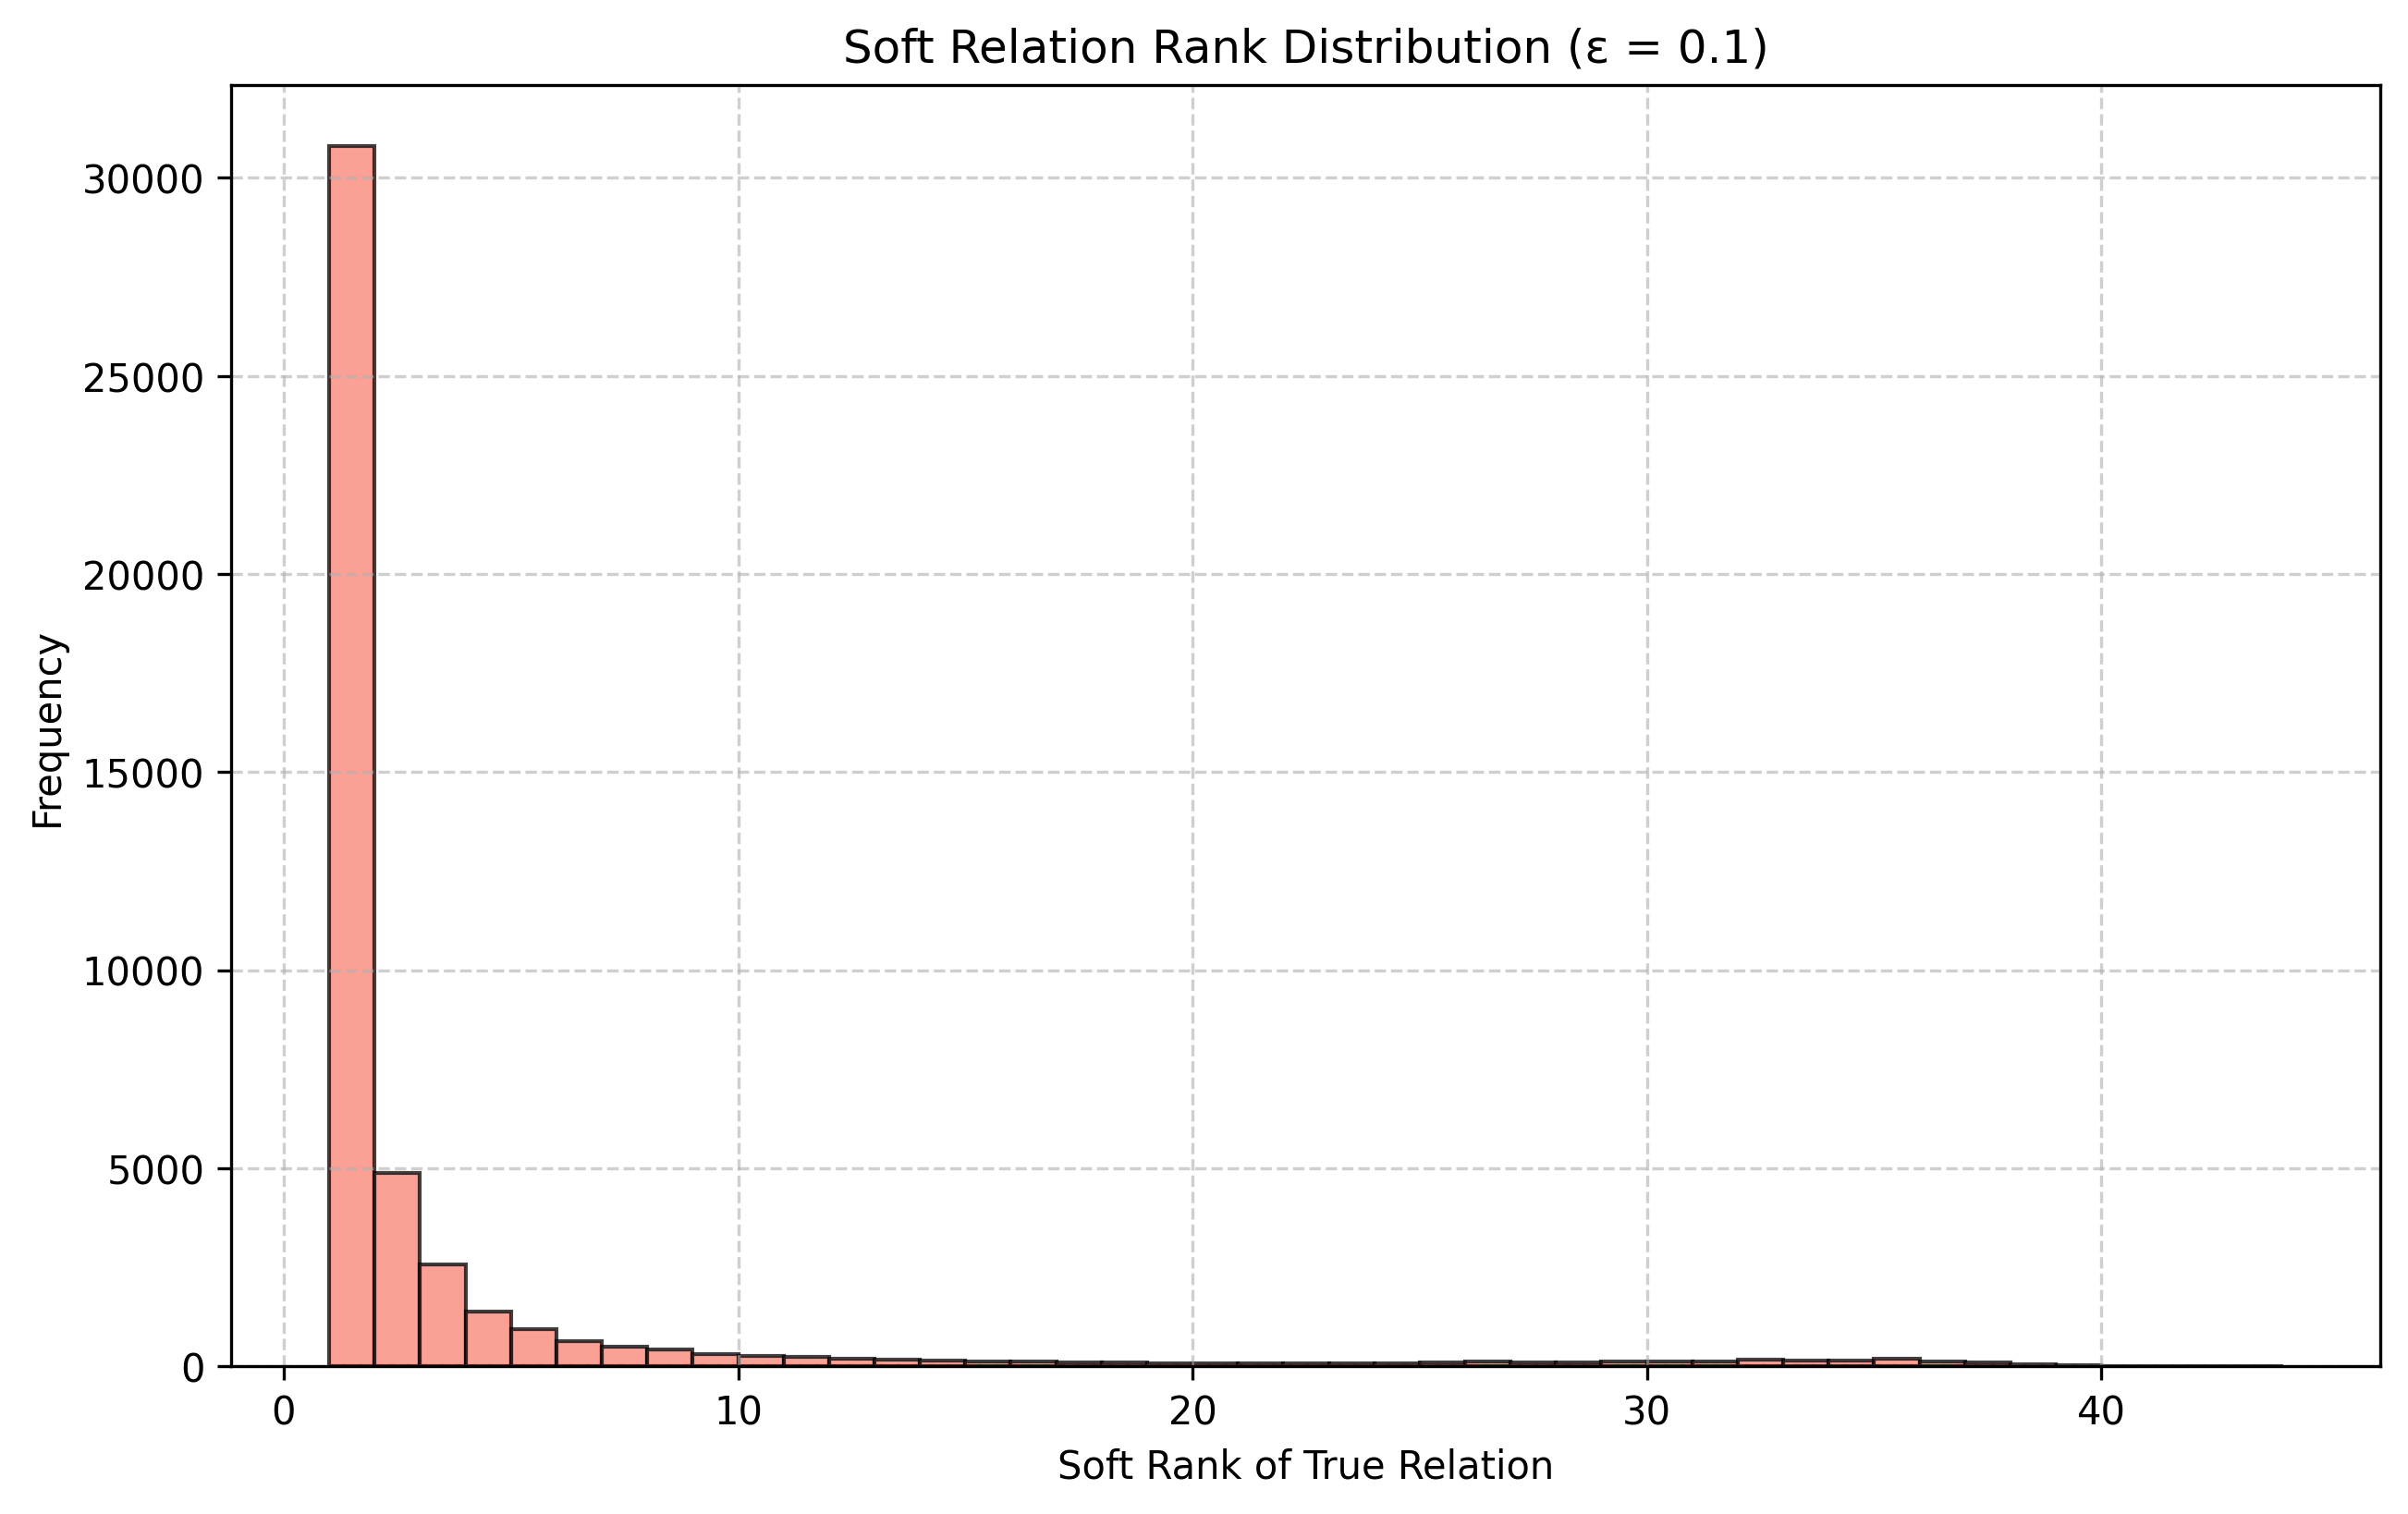 Soft Relation Rank Distribution (ε = 0.1)
Frequency
30000
25000
20000
15000
10000
5000
0
0 10 20 30 40
Soft Rank of True Relation